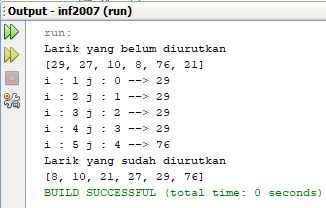 Output - inf2007 (run)
run:
Larik yang belum diurutkan
[29, 27, 10, 8, 76, 21]
i : 1 j : 0 --> 29
i : 2 j : 1 --> 29
i : 3 j : 2 --> 29
i : 4 j : 3 --> 29
i : 5 j : 4 --> 76
Larik yang sudah diurutkan
[8, 10, 21, 27, 29, 76]
BUILD SUCCESSFUL (total time: 0 seconds)